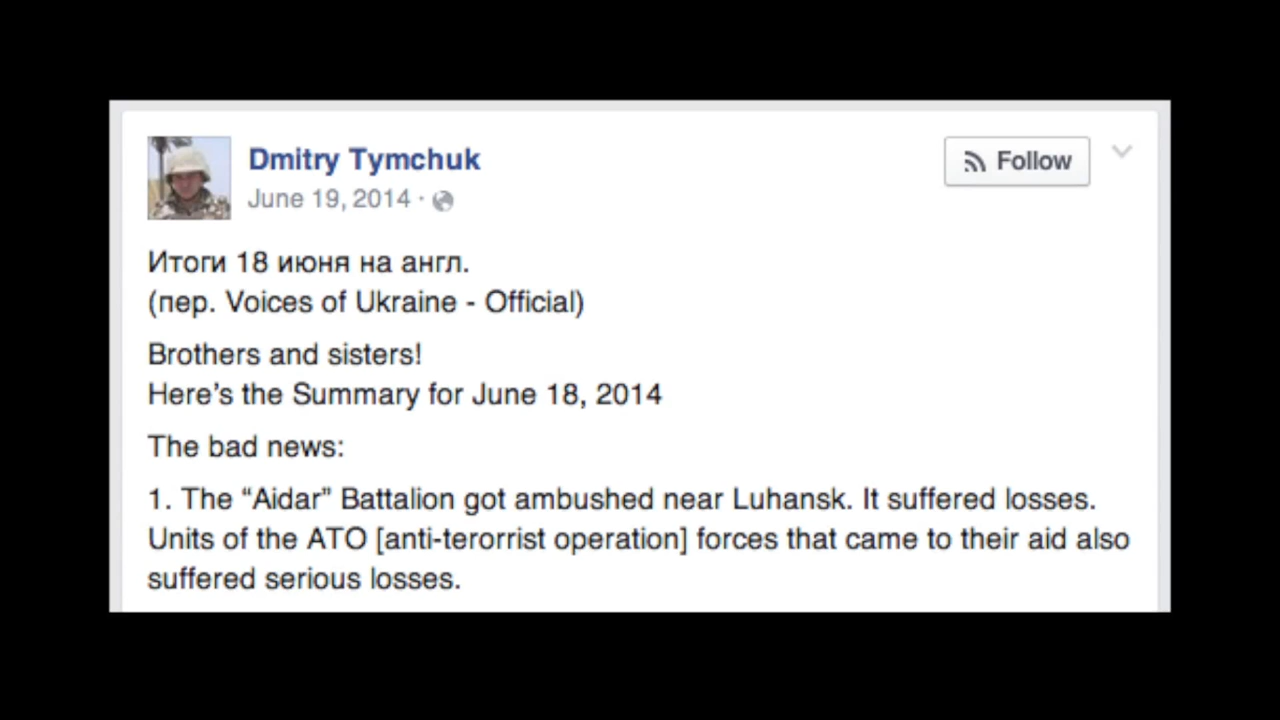 Dmitry Tymchuk
June 19, 2014 ·
Follow
Итоги 18 июня на англ.
(пер. Voices of Ukraine - Official)
Brothers and sisters!
Here’s the Summary for June 18, 2014
The bad news:
1. The “Aidar” Battalion got ambushed near Luhansk. It suffered losses.
Units of the ATO [anti-terorrist operation] forces that came to their aid also
suffered serious losses.